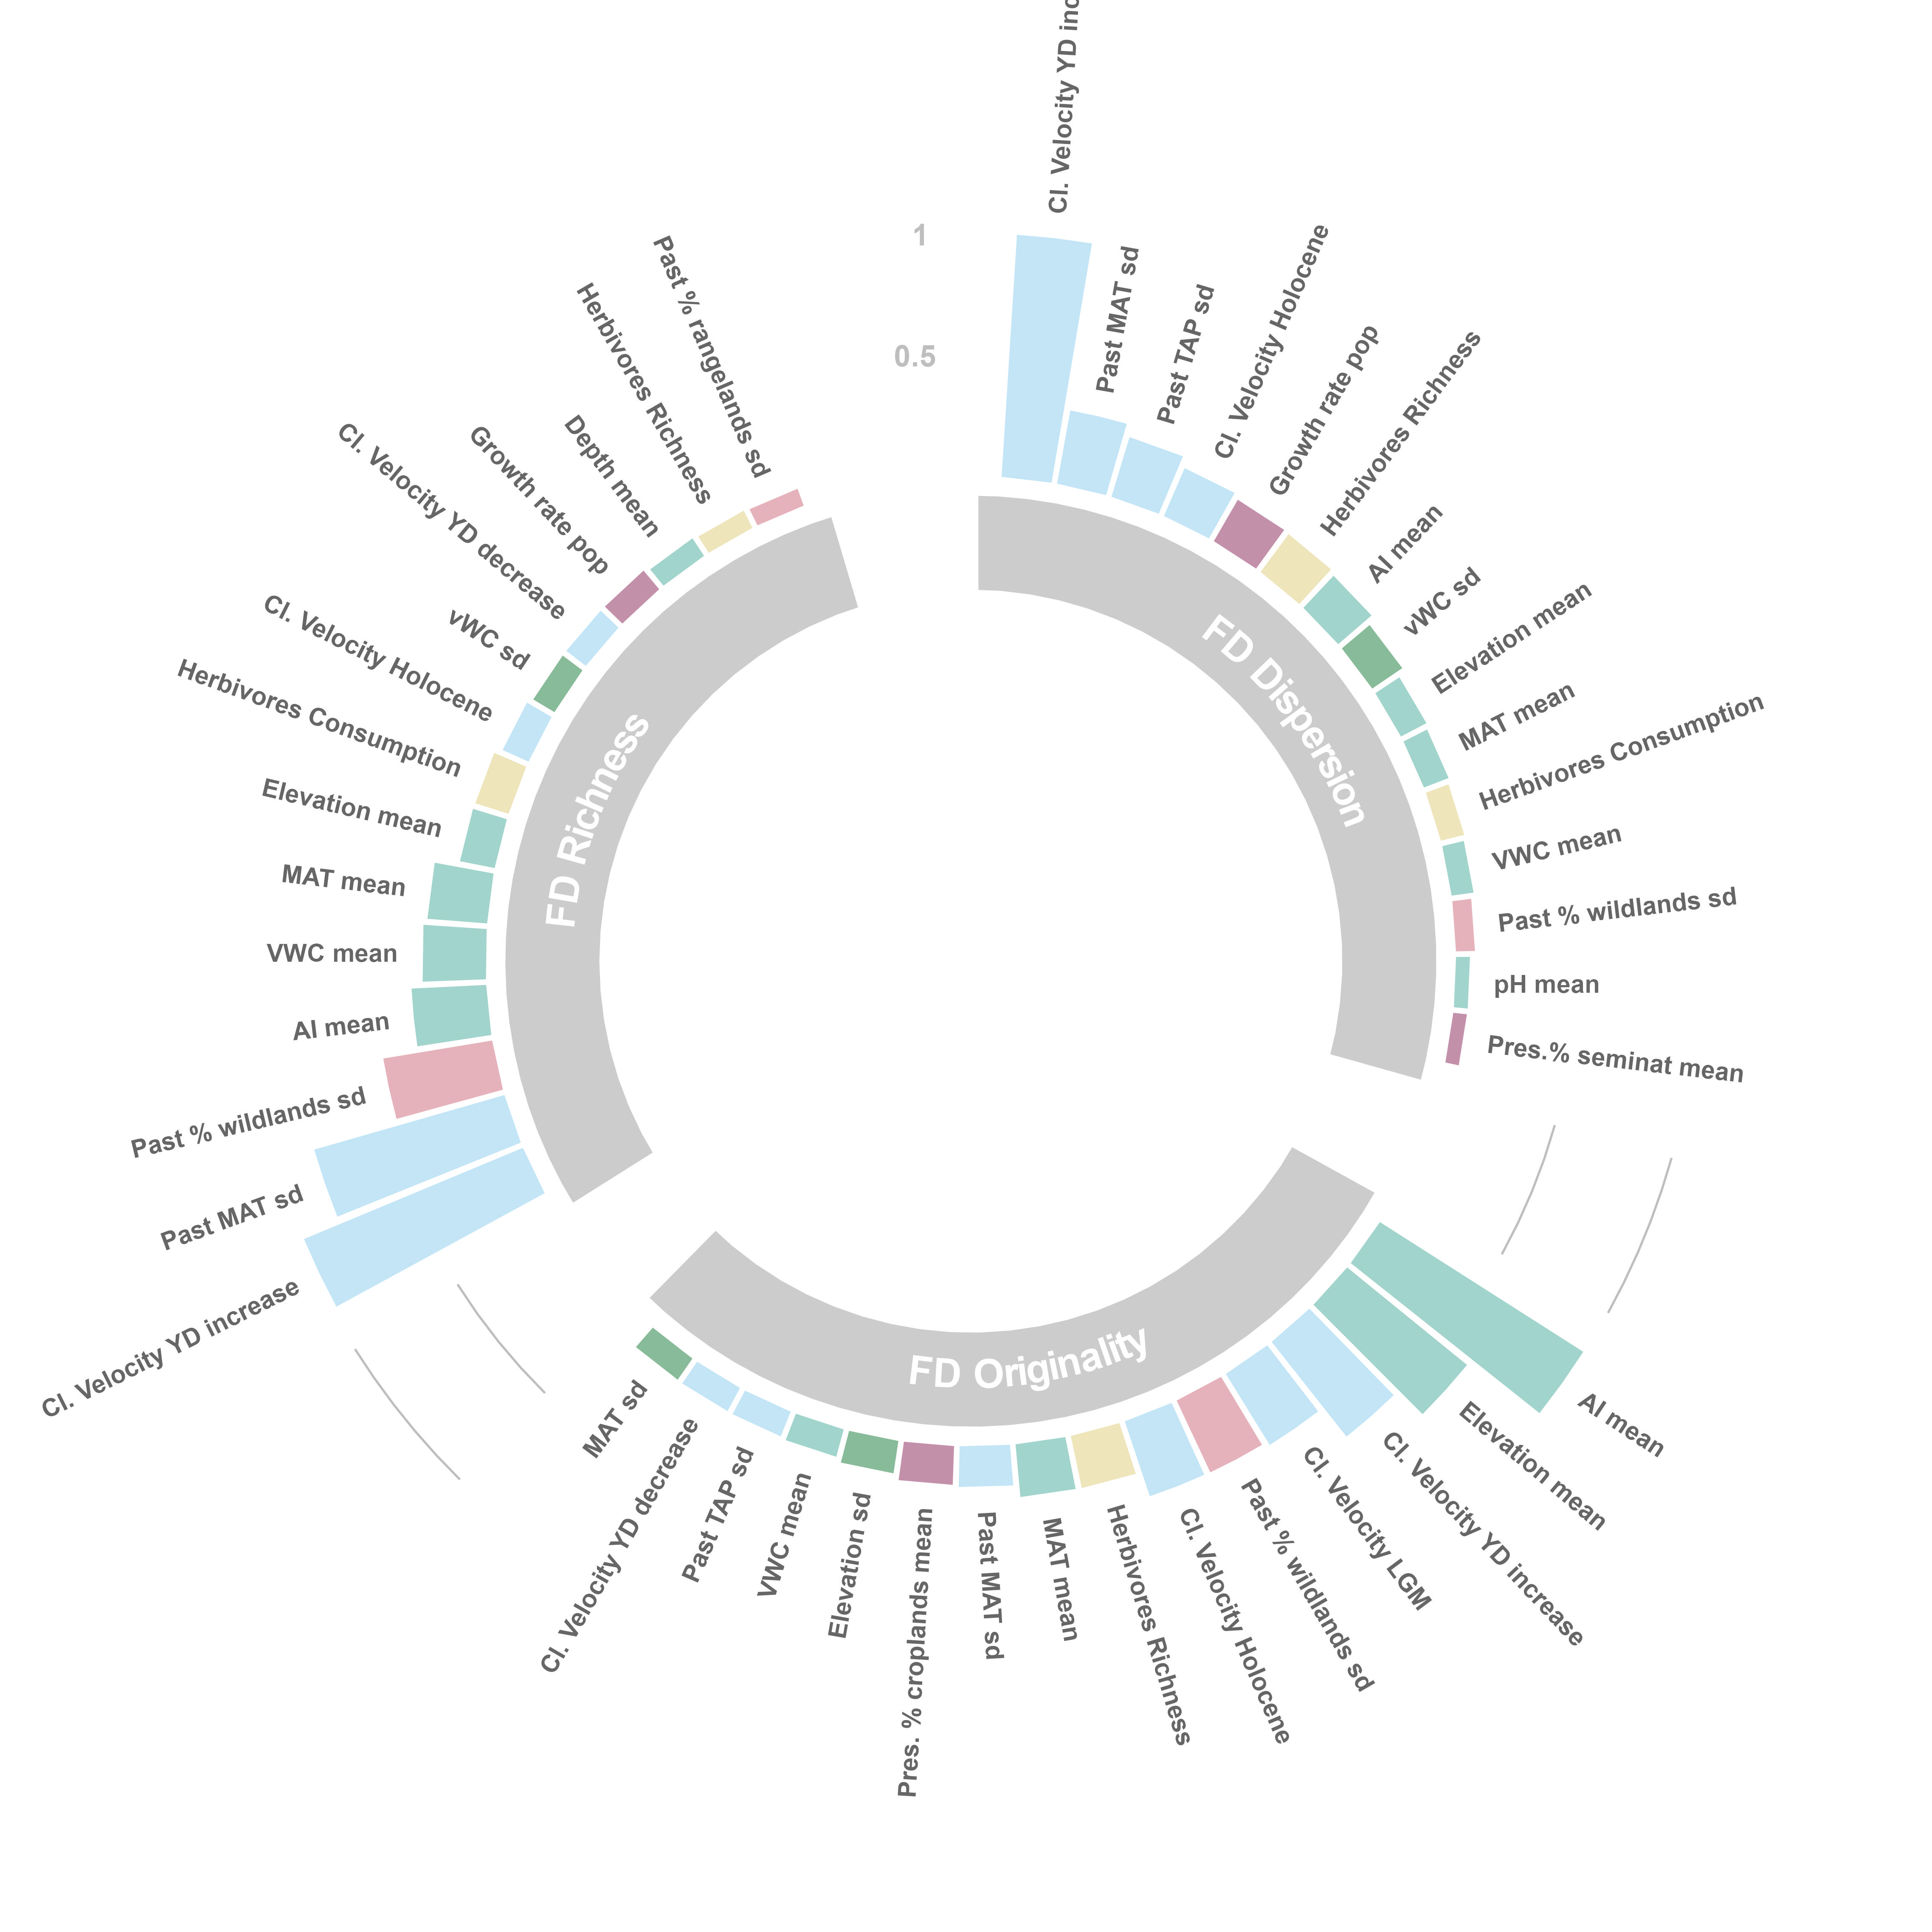 1
0.5
Cl. Velocity YD inc
Past MAT sd
Past TAP sd
Cl. Velocity Holocene
Growth rate pop
Herbivores Richness
AI mean
vWC sd
Elevation mean
MAT mean
Herbivores Consumption
VWC mean
Past % wildlands sd
pH mean
Pres.% seminat mean
FD Dispersion
AI mean
Elevation mean
Cl. Velocity YD increase
Cl. Velocity LGM
Past % wildlands sd
Cl. Velocity Holocene
Herbivores Richness
MAT mean
Past MAT sd
Pres. % croplands mean
Elevation sd
VWC mean
Past TAP sd
Cl. Velocity YD decrease
MAT sd
FD Originality
Cl. Velocity YD increase
Past MAT sd
Past % wildlands sd
AI mean
VWC mean
MAT mean
Elevation mean
Herbivores Consumption
Cl. Velocity Holocene
vWC sd
Cl. Velocity YD decrease
Growth rate pop
Depth mean
Herbivores Richness
Past % rangelands sd
FD Richness